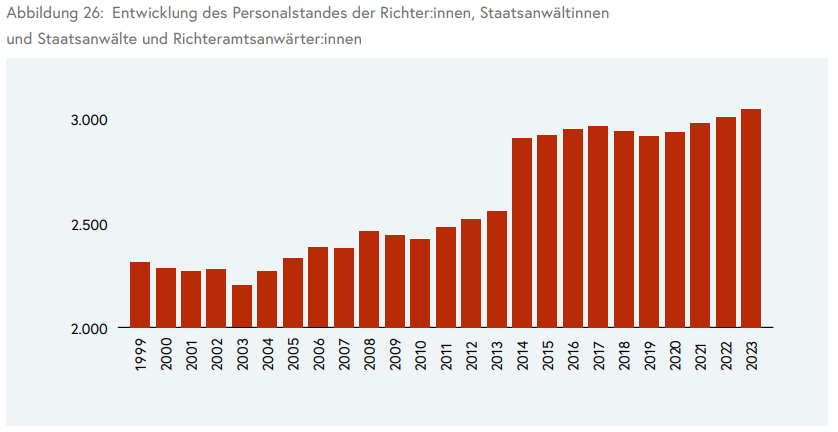 Abbildung 26: Entwicklung des Personalstandes der Richter:innen, Staatsanwältinnen
und Staatsanwälte und Richteramtsanwärter:innen
3.000
2.500
2.000
1999 2000 2001 2002 2003 2004 2005 2006 2007 2008 2009 2010 2011 2012 2013 2014 2015 2016 2017 2018 2019 2020 2021 2022 2023